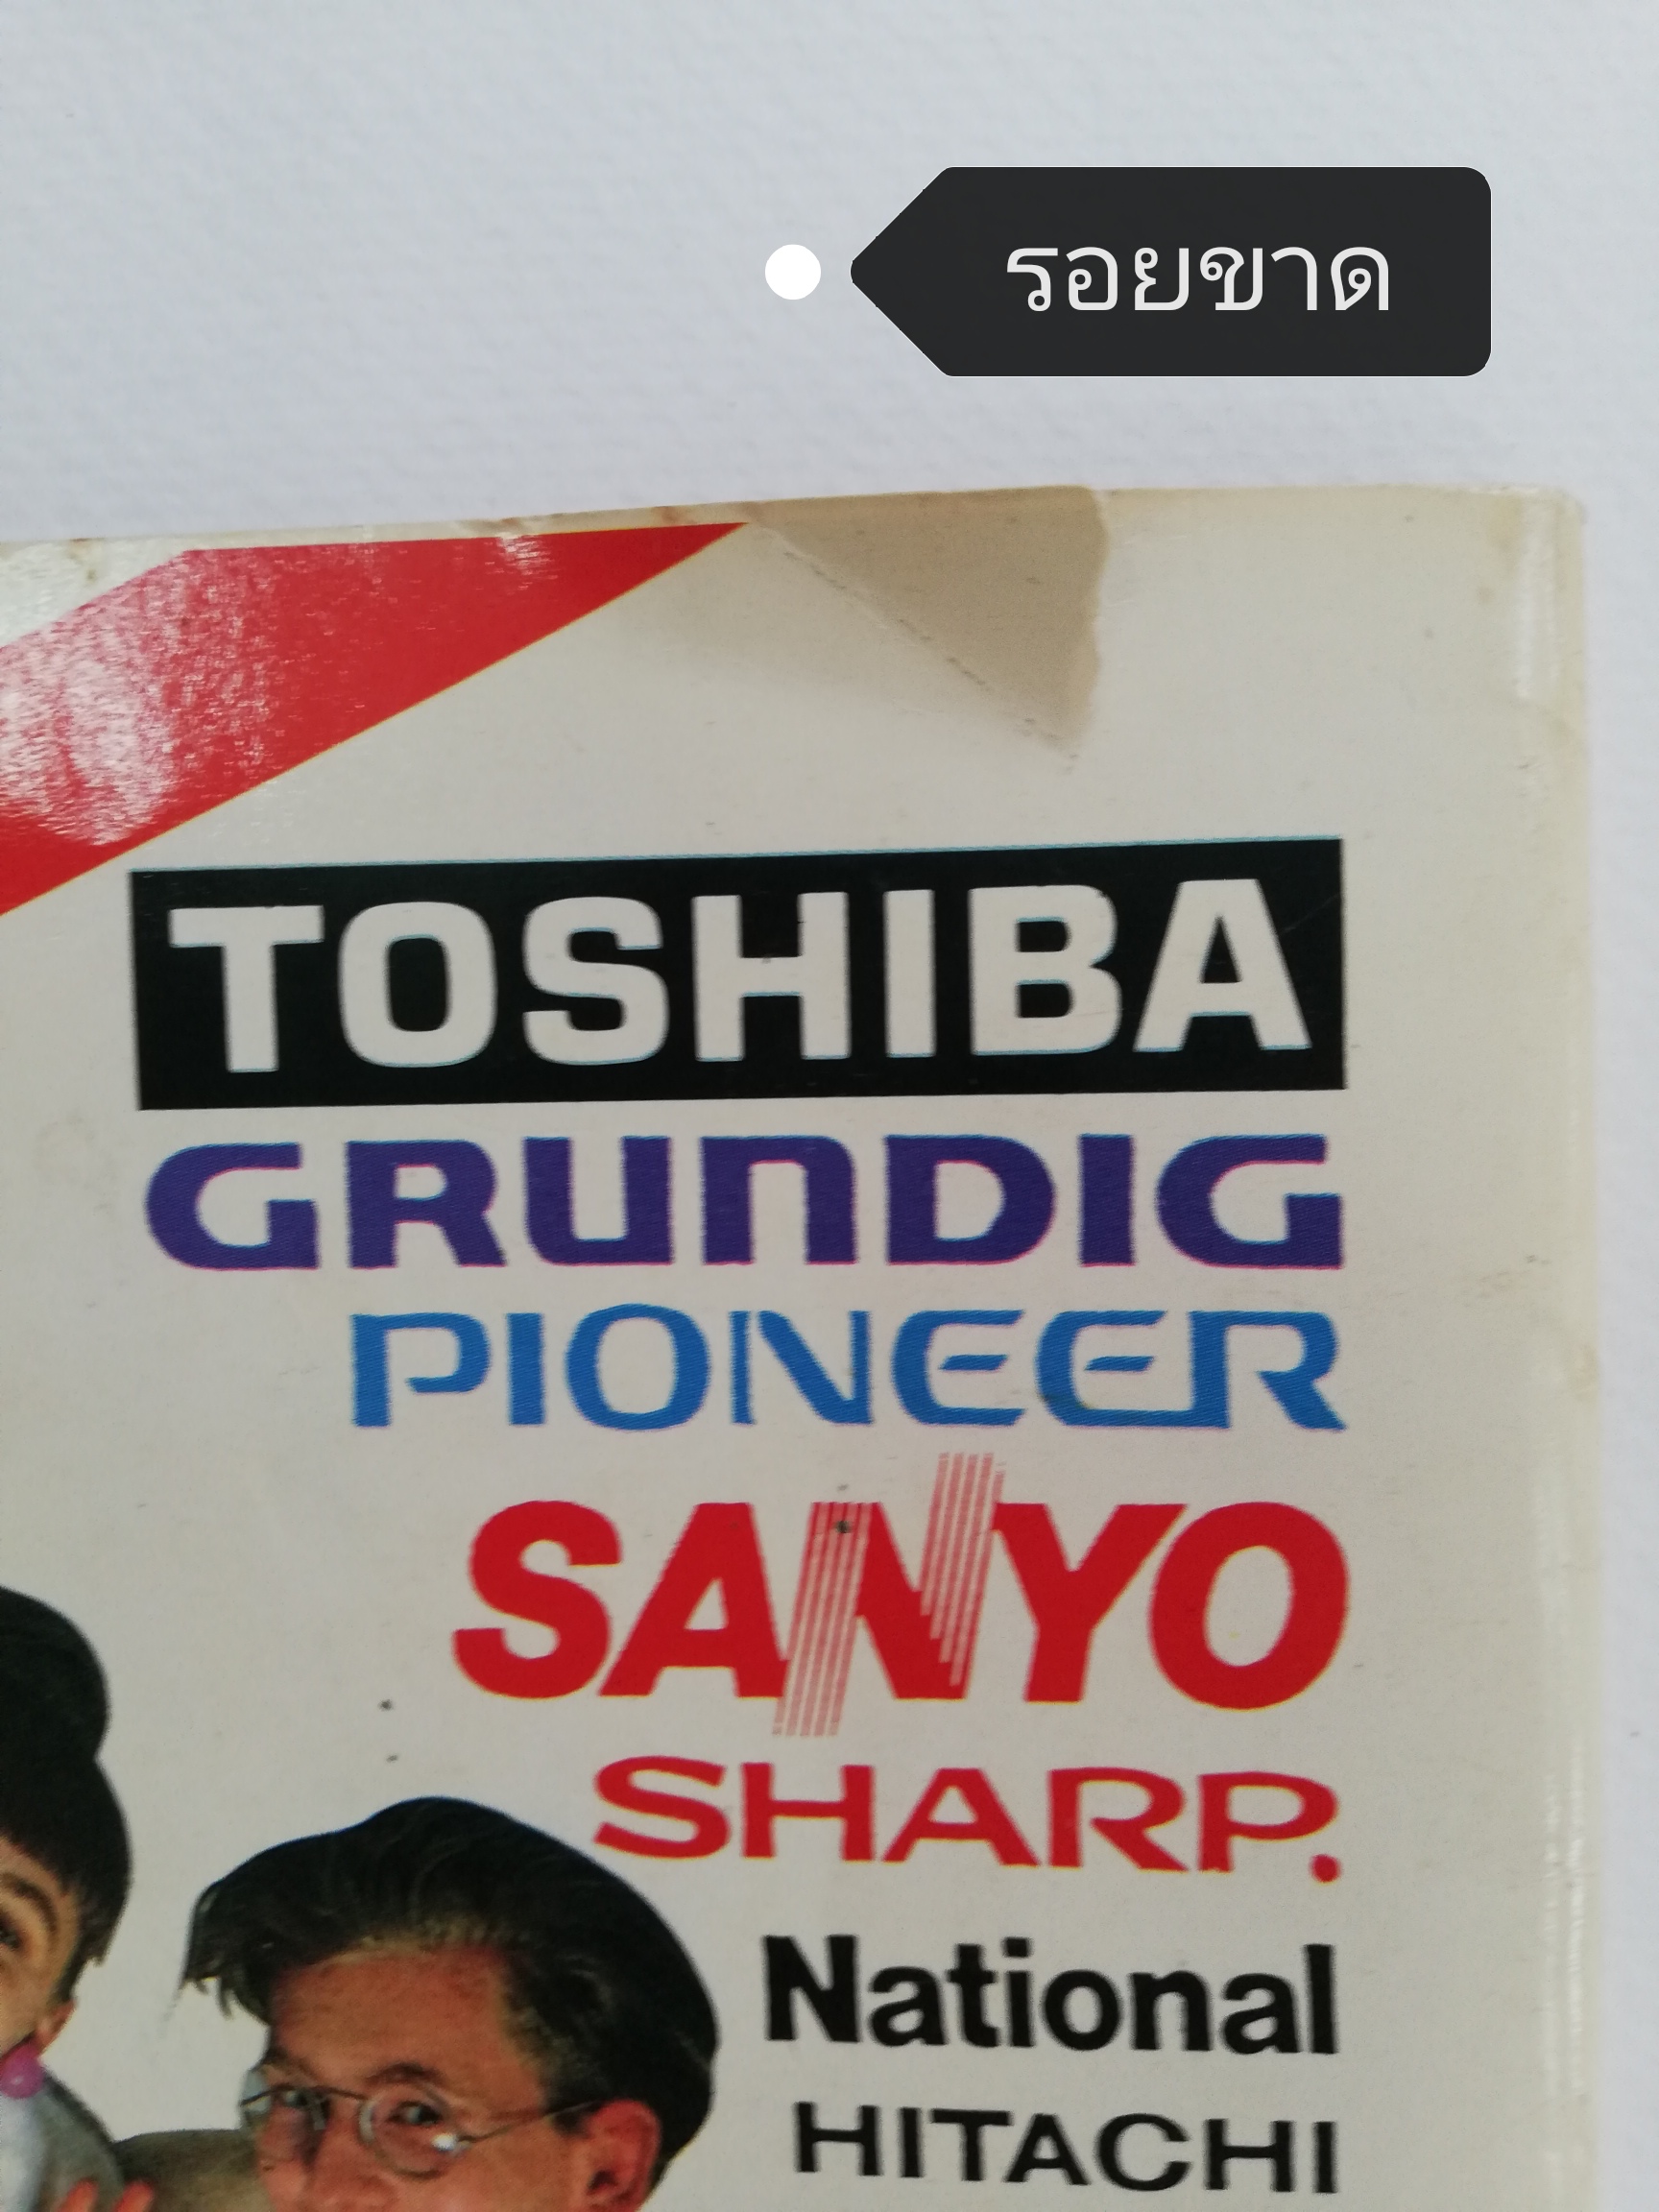 รอยขาด
TOSHIBA
GRUNDIG
PIONEER
SANYO
SHARP.
National
HITACHI